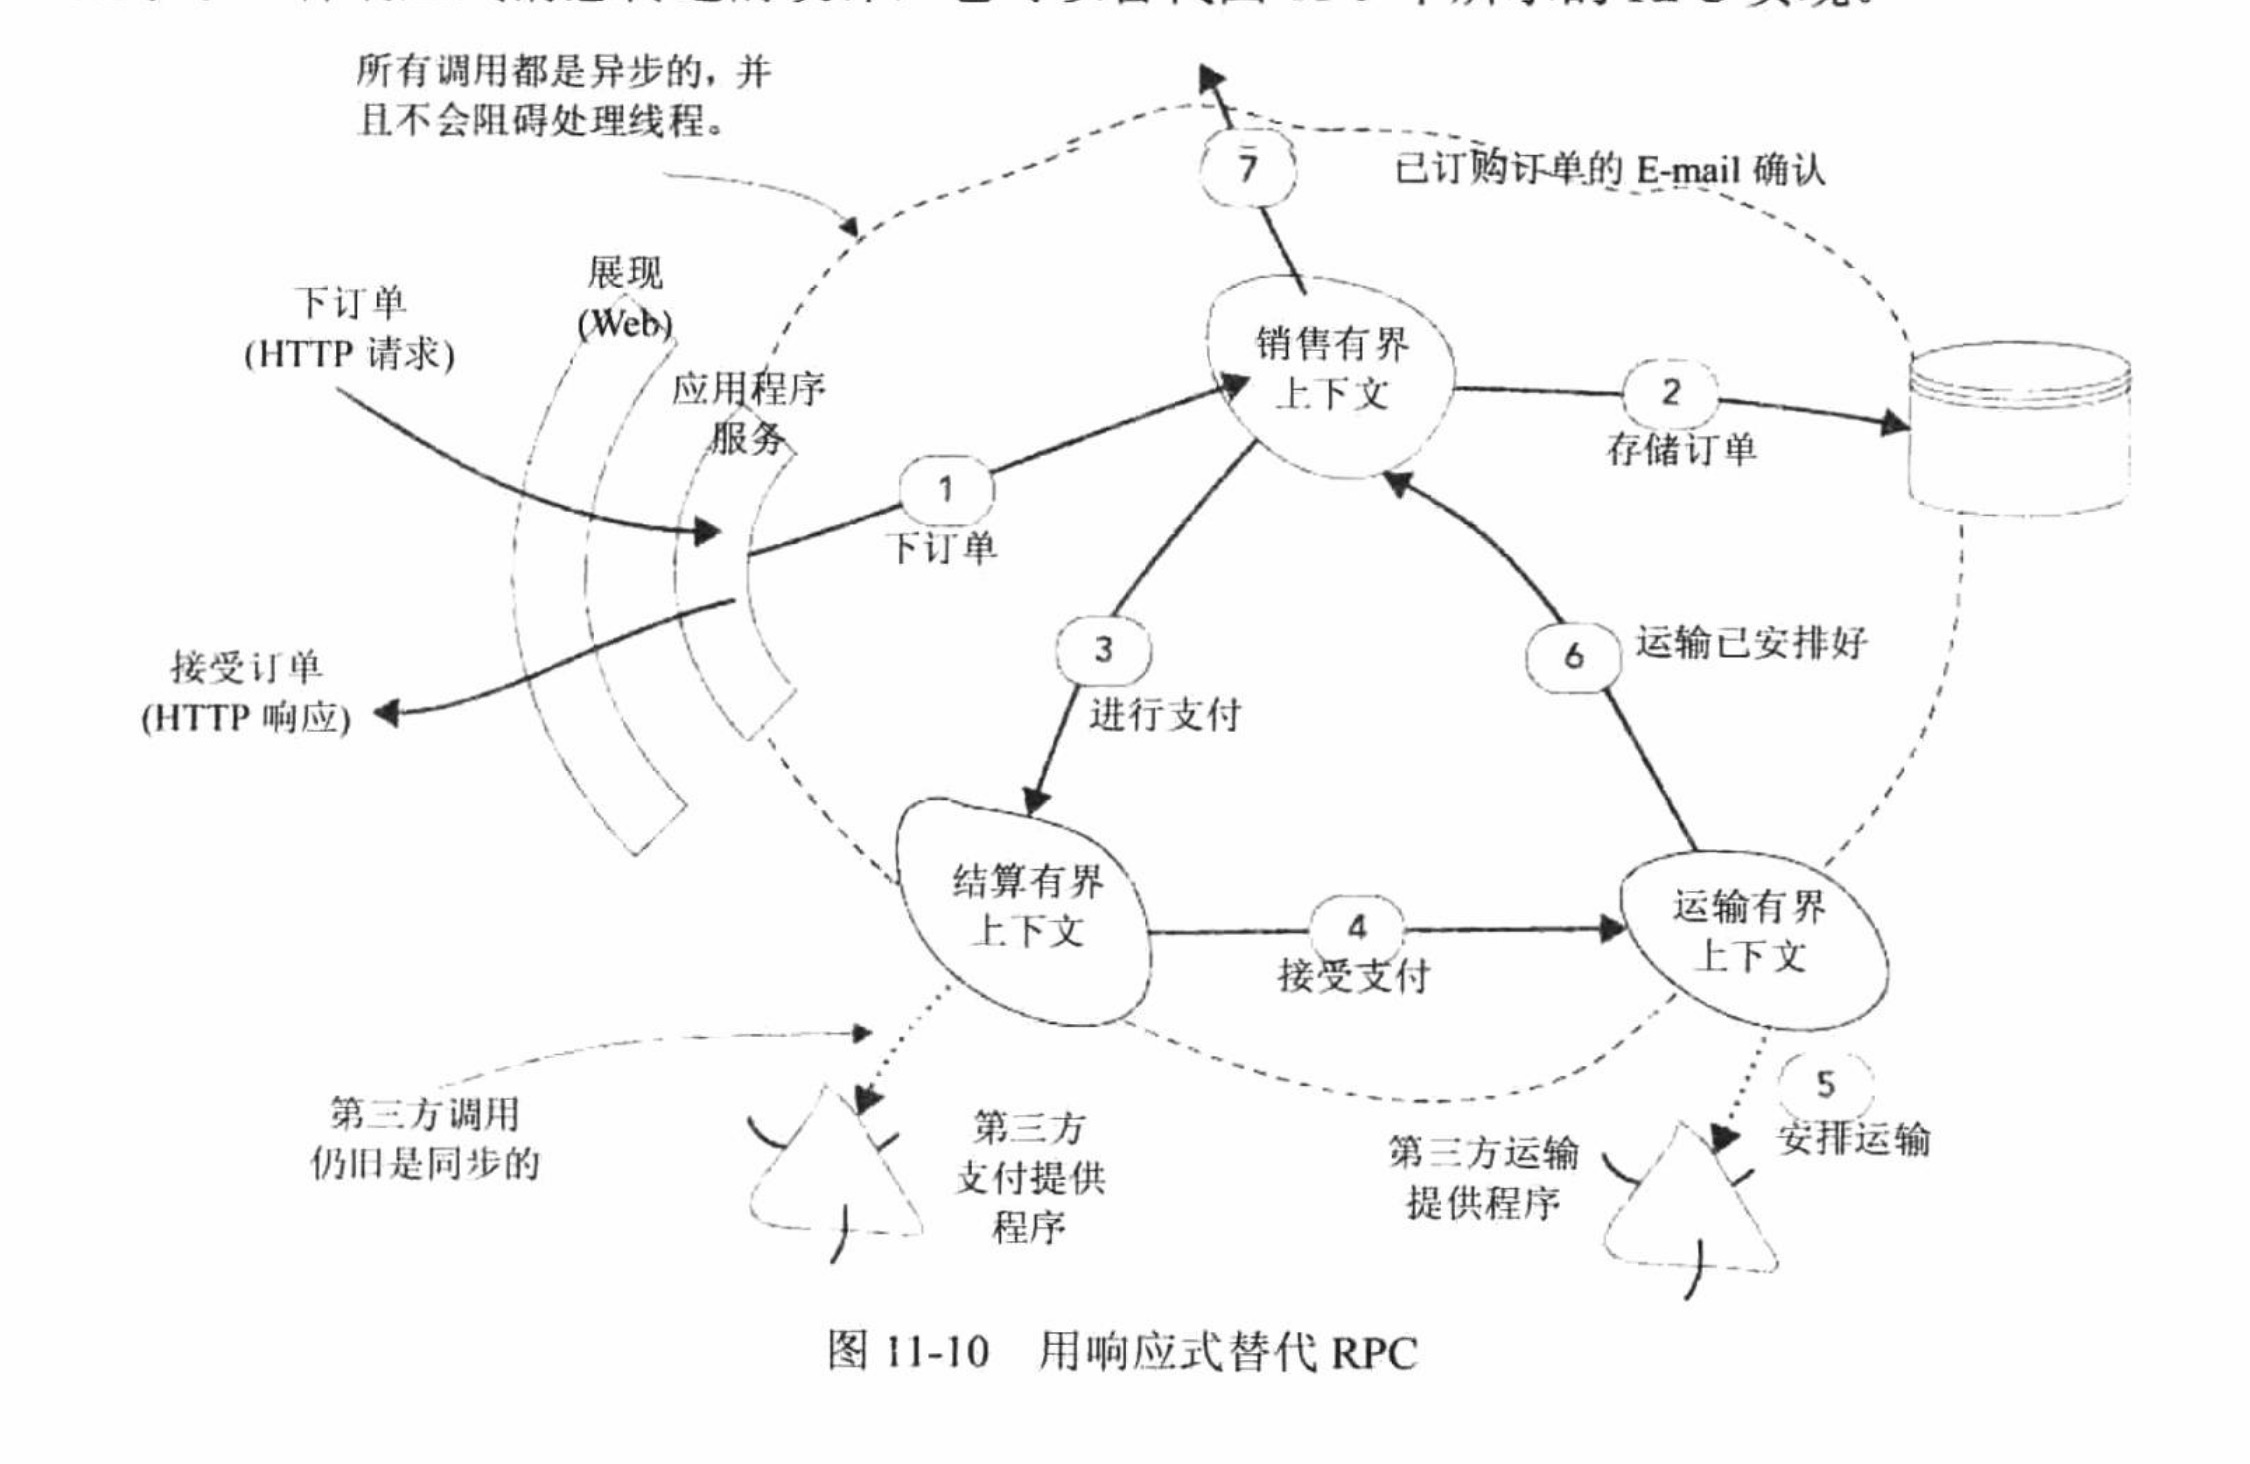 所有调用都是异步的，并
且不会阻碍处理线程。
7
已订购订单的 E-mail 确认
展现
(Web)
下订单
(HTTP 请求)
应用程序
服务
销售有界
上下文
2
存储订单
1
下订单
3
进行支付
6
运输已安排好
接受订单
(HTTP 响应)
结算有界
上下文
4
接受支付
运输有界
上下文
5
安排运输
第三方调用
仍旧是同步的
第三方
支付提供
程序
第三方运输
提供程序
图 11-10 用响应式替代 RPC